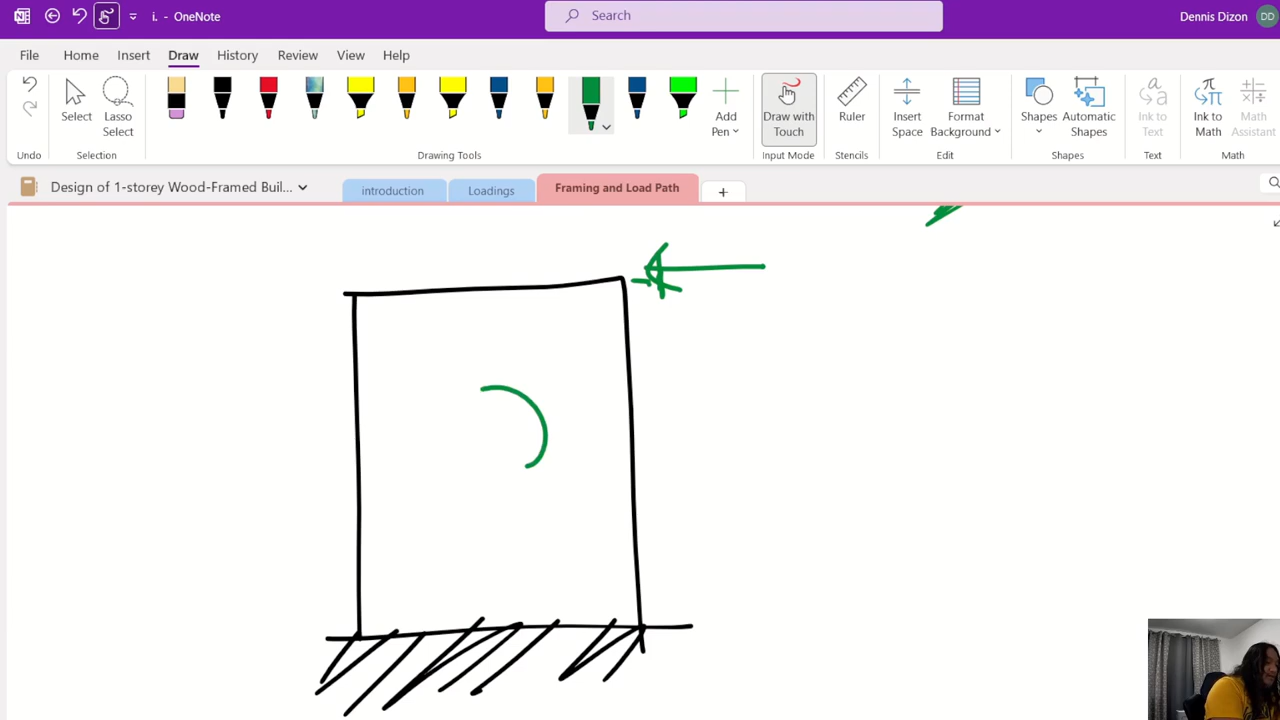 i. - OneNote
Search
Dennis Dizon
DD
File
Home
Insert
Draw
History
Review
View
Help
Select
Lasso Select
Add Pen
Draw with Touch
Ruler
Insert Space
Format Background
Shapes
Automatic Shapes
Ink to Text
Ink to Math
Math Assistant
Undo
Selection
Drawing Tools
Input Mode
Stencils
Edit
Shapes
Text
Math
Design of 1-storey Wood-Framed Buil...
introduction
Loadings
Framing and Load Path
+